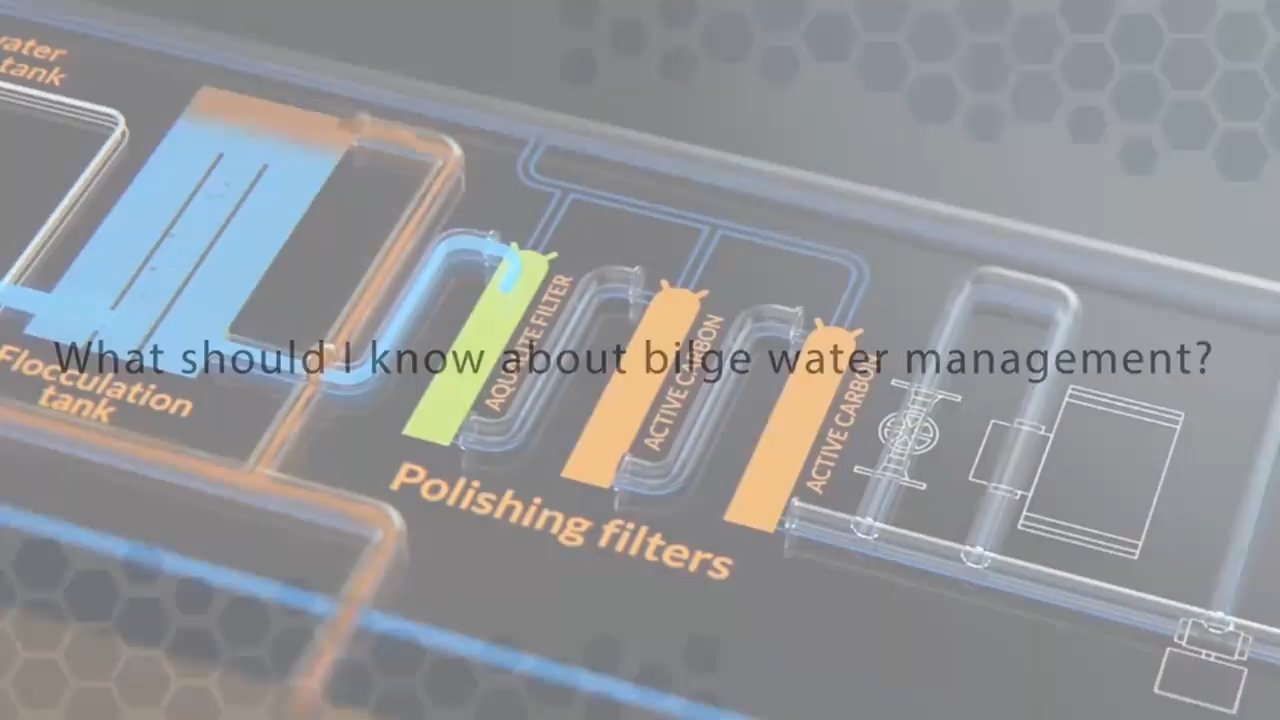 water
tank
What should I know about bilge water management?
Flocculation
tank
AQUALITE FILTER
ACTIVE CARBON
ACTIVE CARBON
Polishing filters